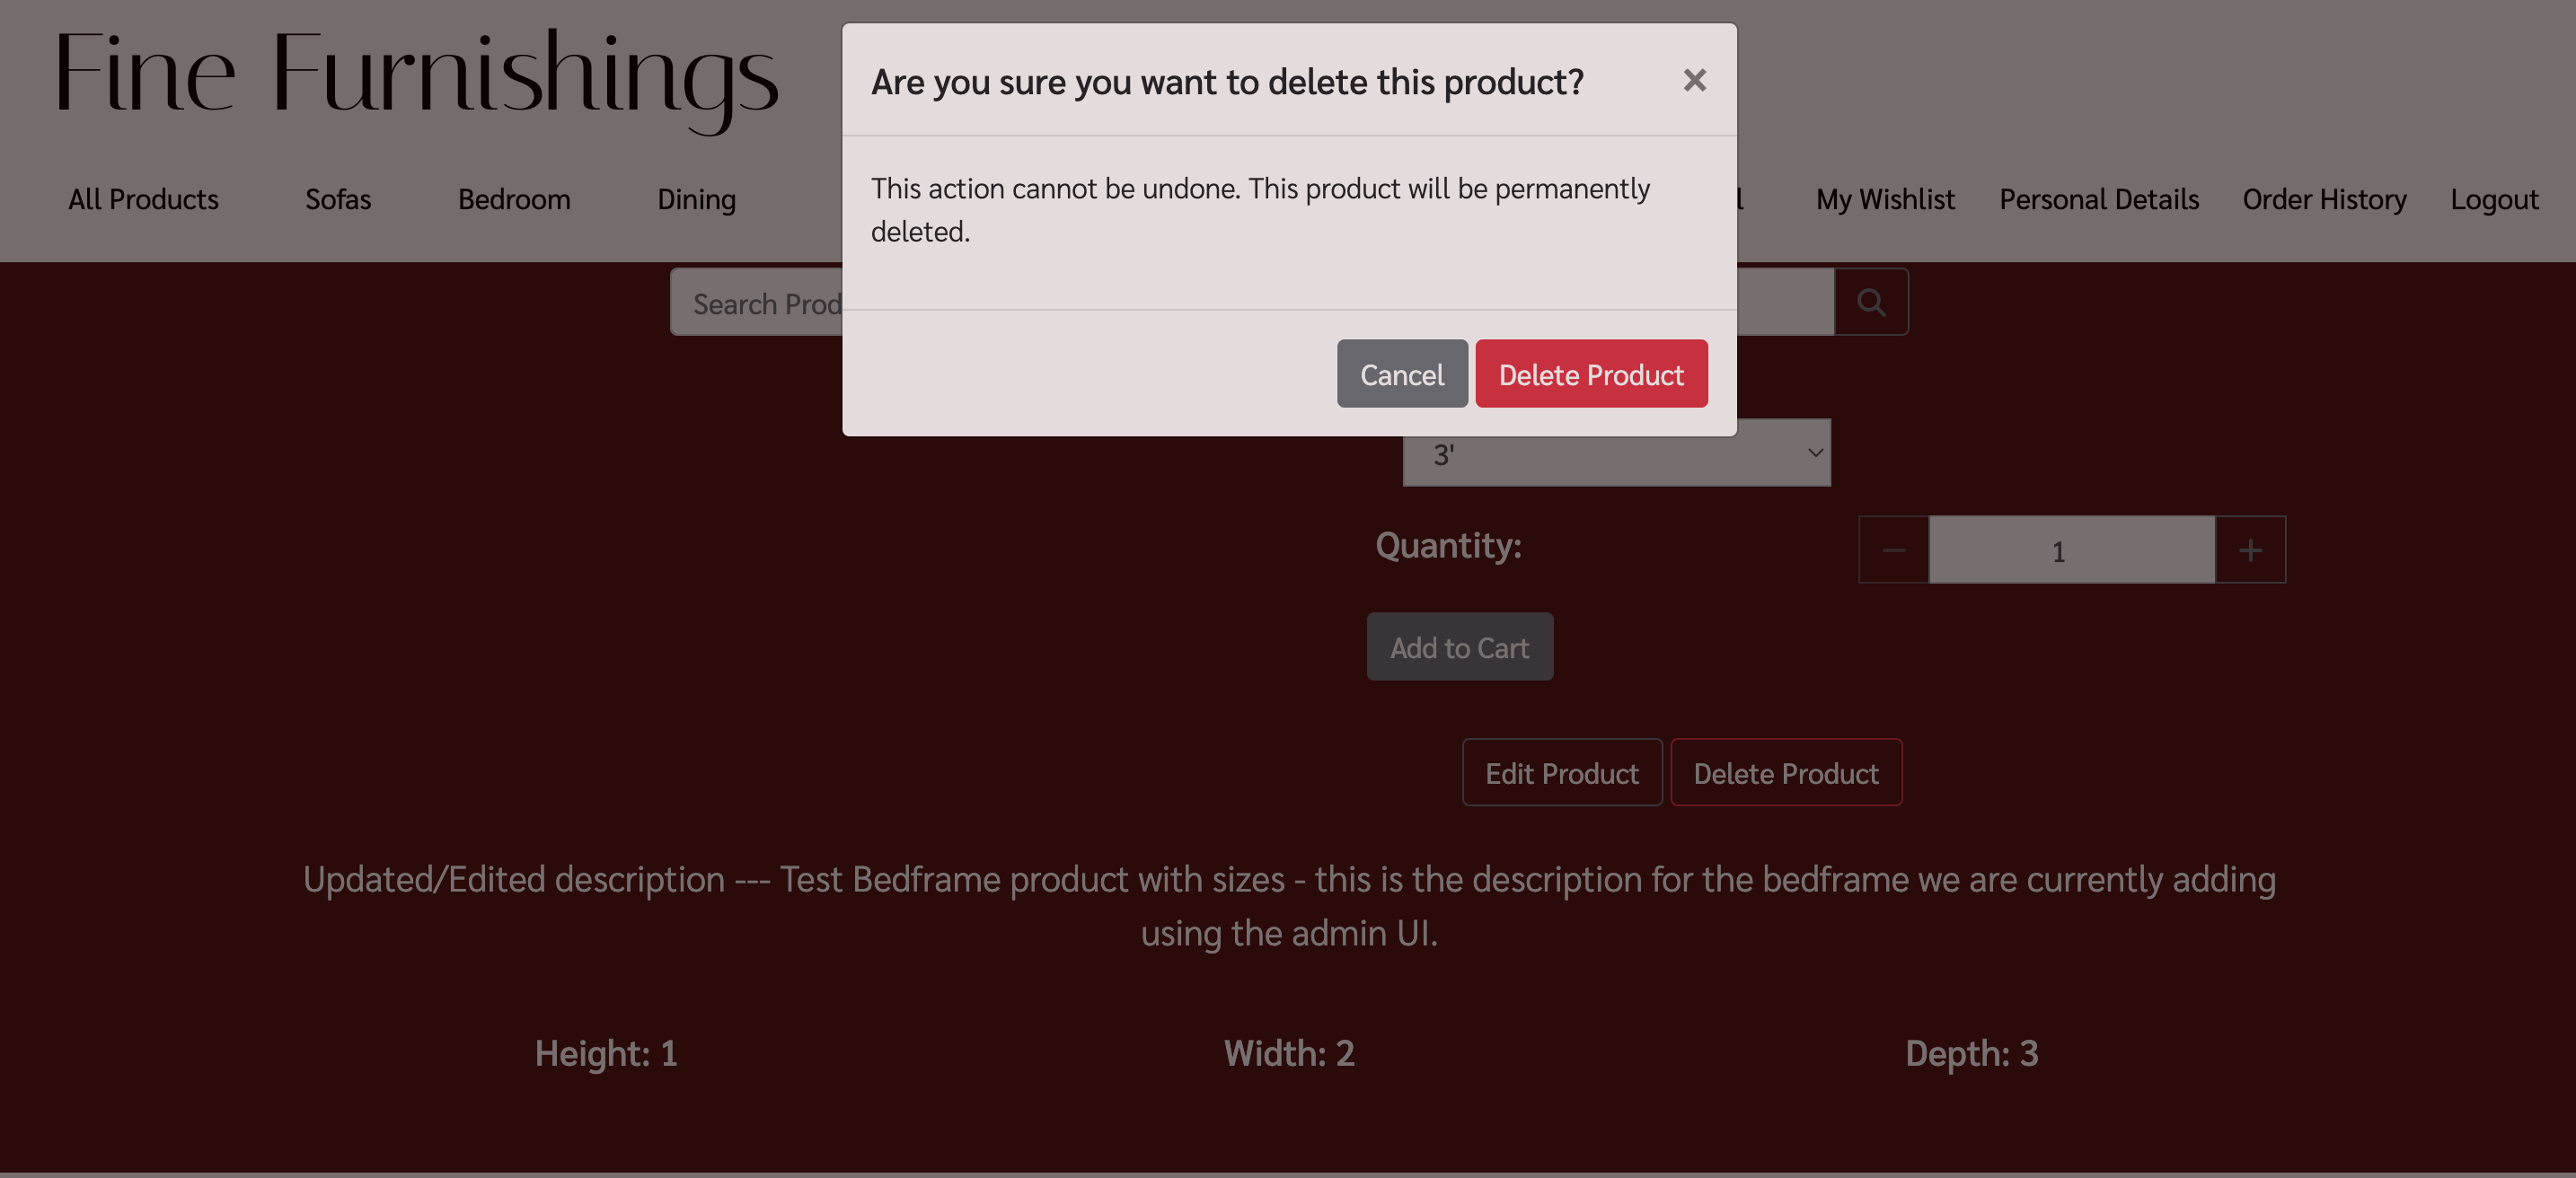 Fine Furnishings
Are you sure you want to delete this product?
This action cannot be undone. This product will be permanently
deleted.
Cancel
Delete Product
All Products
Sofas
Bedroom
Dining
My Wishlist
Personal Details
Order History
Logout
Search
3'
Quantity:
1
Add to Cart
Edit Product
Delete Product
Updated/Edited description --- Test Bedframe product with sizes - this is the description for the bedframe we are currently adding
using the admin UI.
Height: 1
Width: 2
Depth: 3